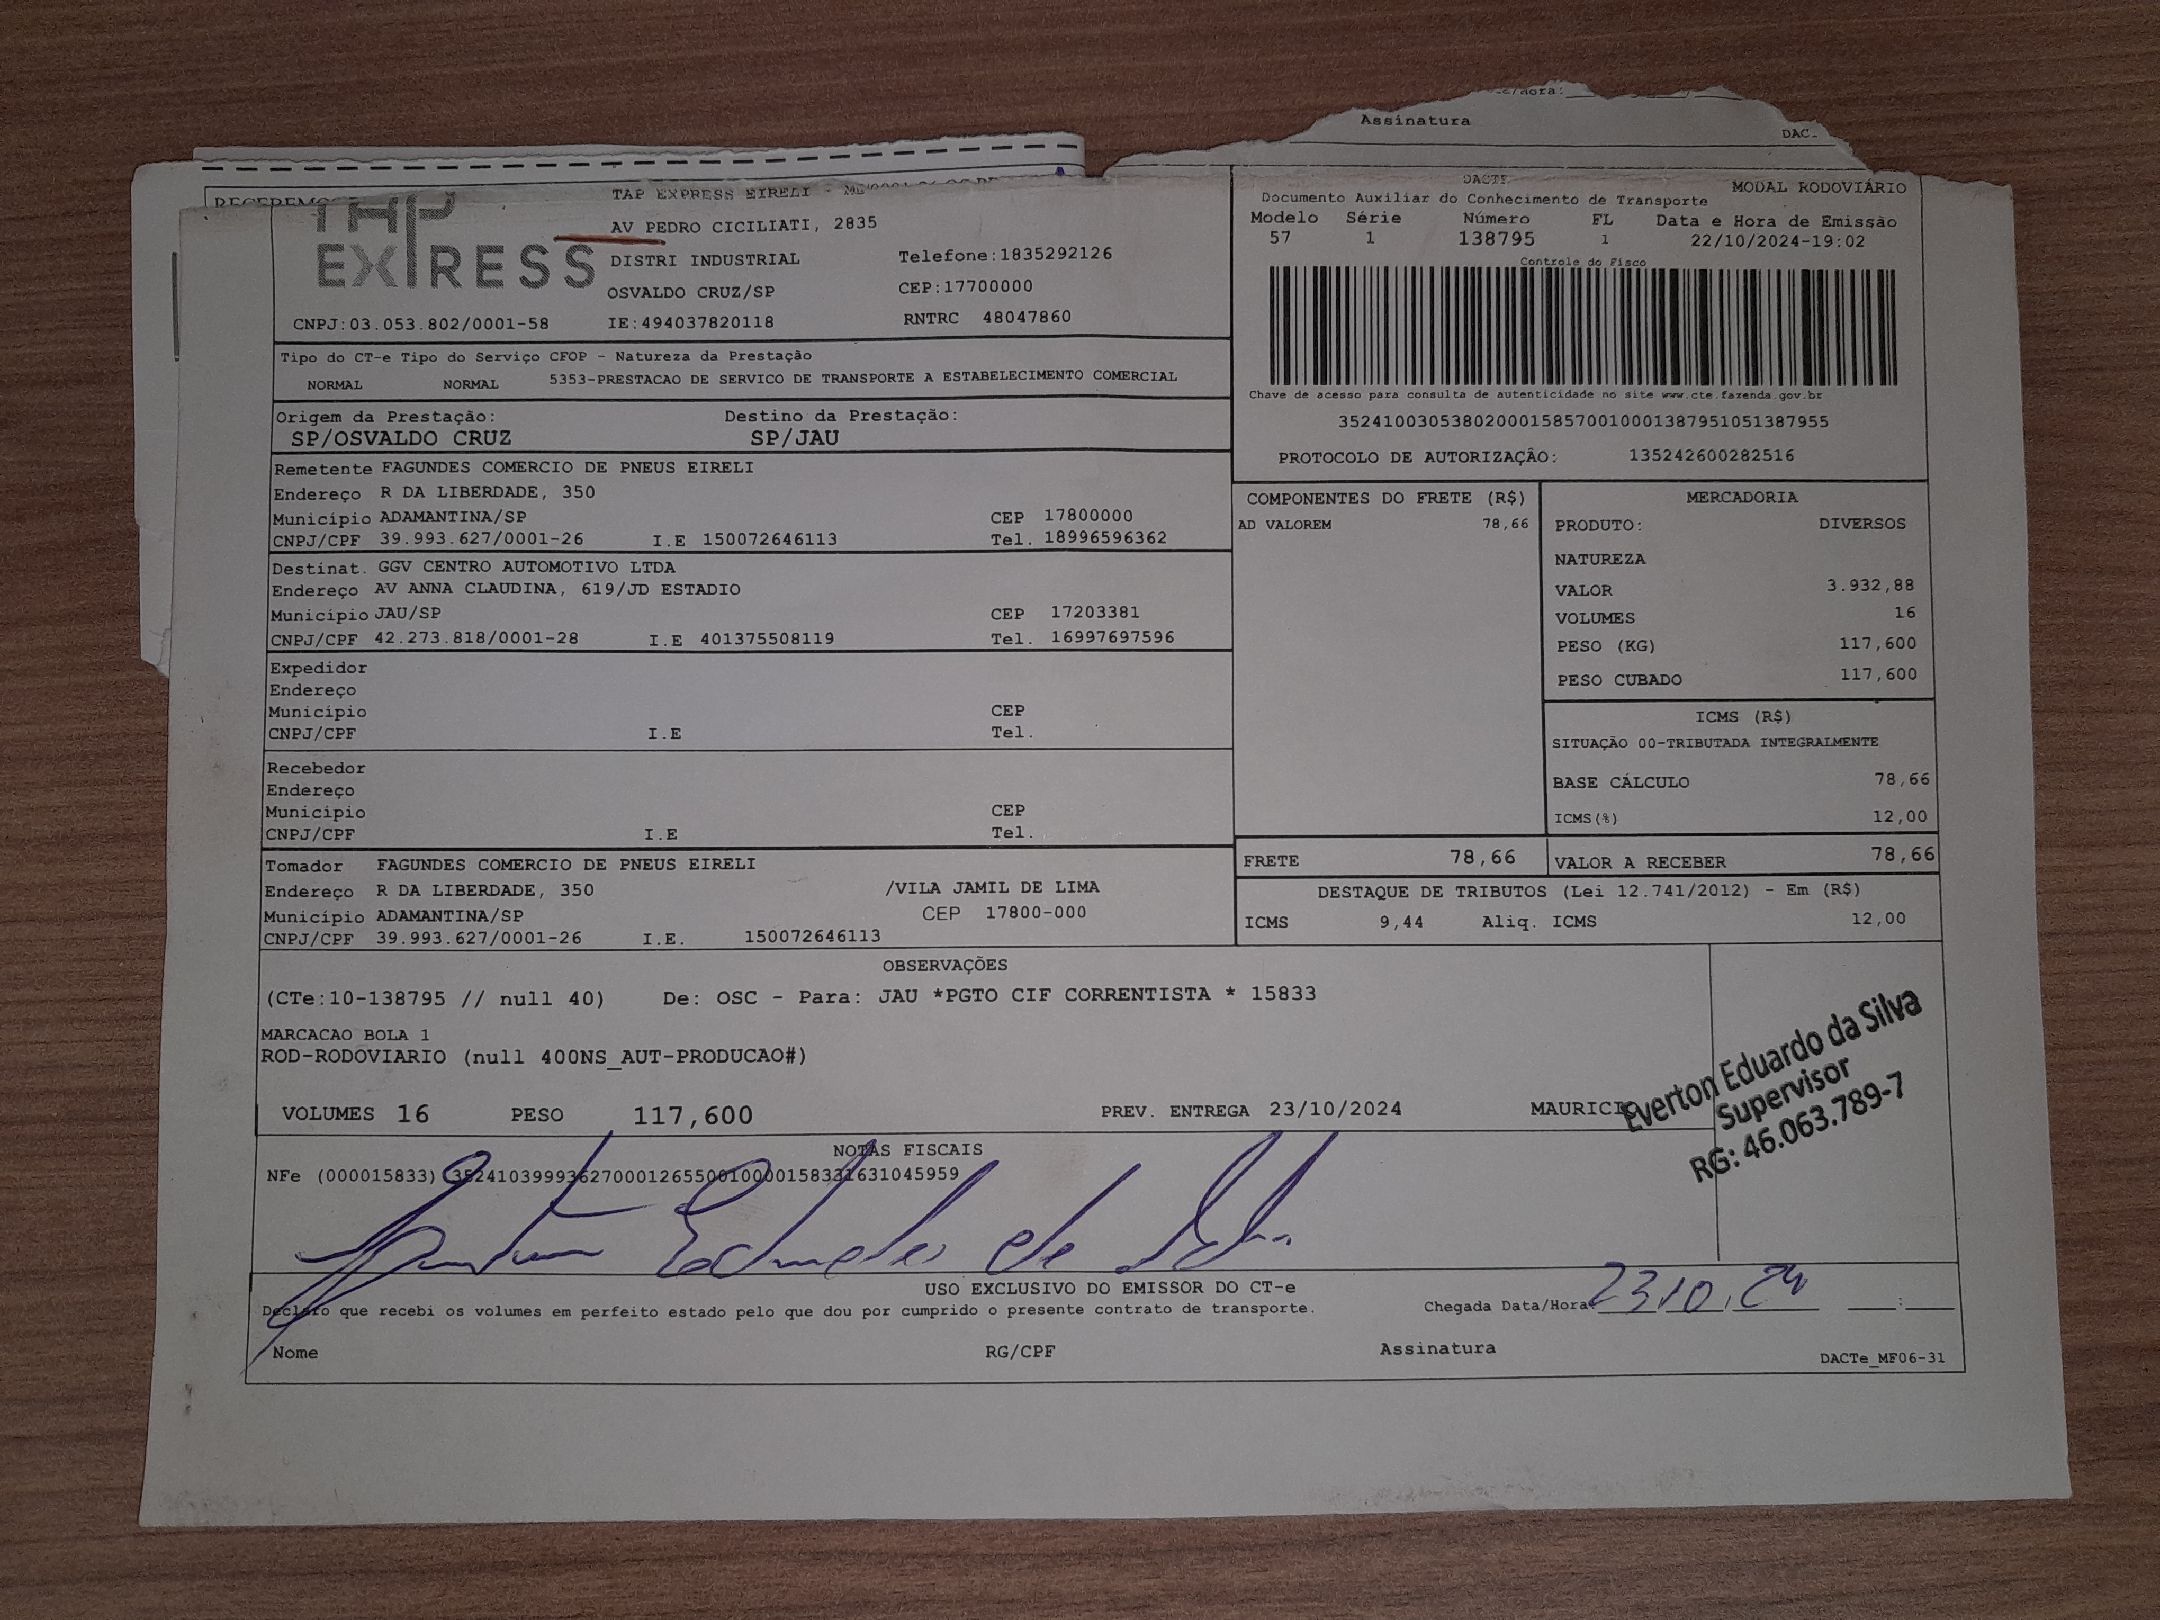 Assinatura
DAC
TAP EXPRESS
TAP EXPRESS EIRELI -
AV PEDRO CICILIATI, 2835
DISTRI INDUSTRIAL Telefone:1835292126
OSVALDO CRUZ/SP CEP:17700000
CNPJ:03.053.802/0001-58 IE:494037820118 RNTRC 48047860
DACTE MODAL RODOVIÁRIO
Documento Auxiliar do Conhecimento de Transporte
Modelo Série Número FL Data e Hora de Emissão
57 1 138795 1 22/10/2024-19:02
Controle do Fisco
Chave de acesso para consulta de autenticidade no site www.cte.fazenda.gov.br
35241003053802000158570010001387951051387955
PROTOCOLO DE AUTORIZAÇÃO: 135242600282516
Tipo do CT-e Tipo do Serviço CFOP - Natureza da Prestação
NORMAL NORMAL 5353-PRESTACAO DE SERVICO DE TRANSPORTE A ESTABELECIMENTO COMERCIAL
Origem da Prestação: Destino da Prestação:
SP/OSVALDO CRUZ SP/JAU
Remetente FAGUNDES COMERCIO DE PNEUS EIRELI
Endereço R DA LIBERDADE, 350
Município ADAMANTINA/SP CEP 17800000
CNPJ/CPF 39.993.627/0001-26 I.E 150072646113 Tel. 18996596362
Destinat. GGV CENTRO AUTOMOTIVO LTDA
Endereço AV ANNA CLAUDINA, 619/JD ESTADIO
Município JAU/SP CEP 17203381
CNPJ/CPF 42.273.818/0001-28 I.E 401375508119 Tel. 16997697596
Expedidor
Endereço
Município CEP
CNPJ/CPF I.E Tel.
Recebedor
Endereço
Município CEP
CNPJ/CPF I.E Tel.
Tomador FAGUNDES COMERCIO DE PNEUS EIRELI
Endereço R DA LIBERDADE, 350 /VILA JAMIL DE LIMA
Município ADAMANTINA/SP CEP 17800-000
CNPJ/CPF 39.993.627/0001-26 I.E. 150072646113
COMPONENTES DO FRETE (R$)
AD VALOREM 78,66
MERCADORIA
PRODUTO: DIVERSOS
NATUREZA
VALOR 3.932,88
VOLUMES 16
PESO (KG) 117,600
PESO CUBADO 117,600
ICMS (R$)
SITUAÇÃO 00-TRIBUTADA INTEGRALMENTE
BASE CÁLCULO 78,66
ICMS(%) 12,00
FRETE 78,66 VALOR A RECEBER 78,66
DESTAQUE DE TRIBUTOS (Lei 12.741/2012) - Em (R$)
ICMS 9,44 Aliq. ICMS 12,00
OBSERVAÇÕES
(CTe:10-138795 // null 40) De: OSC - Para: JAU *PGTO CIF CORRENTISTA * 15833
MARCACAO BOLA 1
ROD-RODOVIARIO (null 400NS_AUT-PRODUCAO#)
VOLUMES 16 PESO 117,600 PREV. ENTREGA 23/10/2024 MAURICIO
Everton Eduardo da Silva
Supervisor
RG: 46.063.789-7
NOTAS FISCAIS
NFe (000015833) 35241039993627000126550010000158331631045959
USO EXCLUSIVO DO EMISSOR DO CT-e
Declaro que recebi os volumes em perfeito estado pelo que dou por cumprido o presente contrato de transporte. Chegada Data/Hora: 23.10.24 :
Nome RG/CPF Assinatura
DACTe_MF06-31